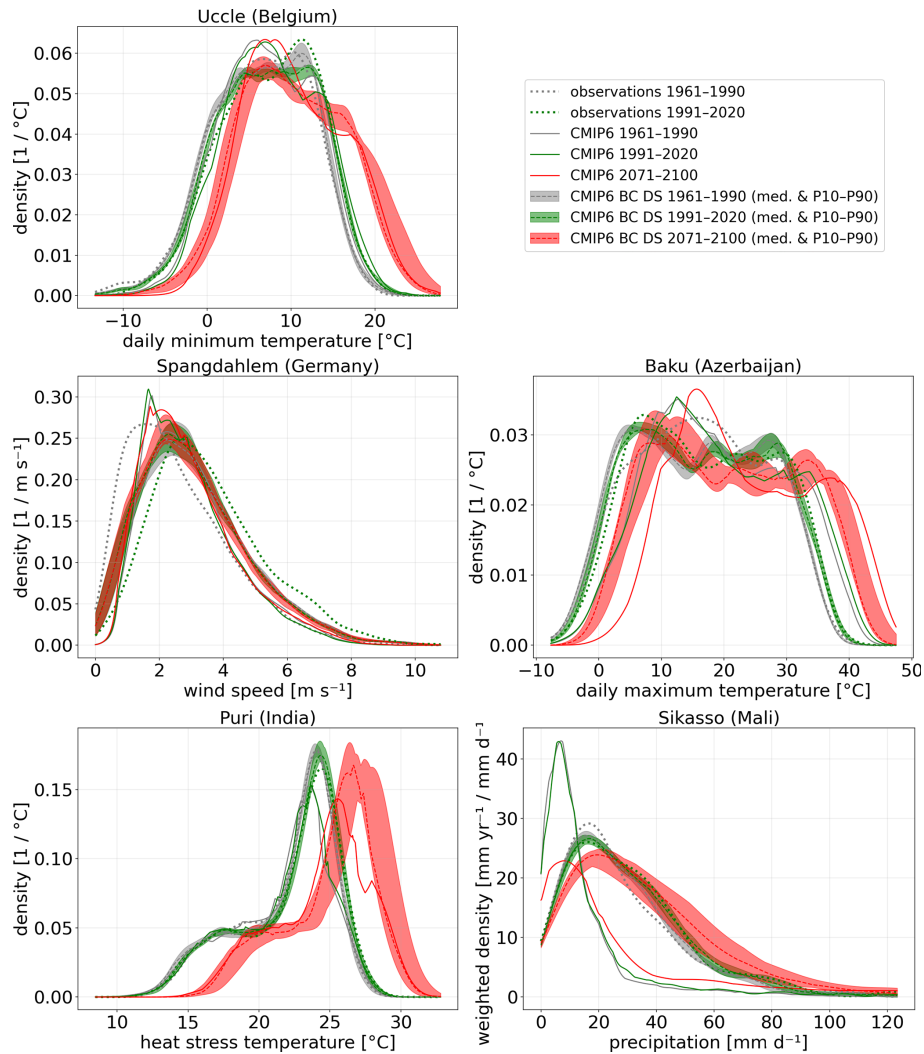 Uccle (Belgium)
density [1 / °C]
0.06
0.05
0.04
0.03
0.02
0.01
0.00
−10
0
10
20
daily minimum temperature [°C]
observations 1961–1990
observations 1991–2020
CMIP6 1961–1990
CMIP6 1991–2020
CMIP6 2071–2100
CMIP6 BC DS 1961–1990 (med. & P10–P90)
CMIP6 BC DS 1991–2020 (med. & P10–P90)
CMIP6 BC DS 2071–2100 (med. & P10–P90)
Spangdahlem (Germany)
density [1 / m s⁻¹]
0.30
0.25
0.20
0.15
0.10
0.05
0.00
0
2
4
6
8
10
wind speed [m s⁻¹]
Baku (Azerbaijan)
density [1 / °C]
0.03
0.02
0.01
0.00
−10
0
10
20
30
40
50
daily maximum temperature [°C]
Puri (India)
density [1 / °C]
0.15
0.10
0.05
0.00
10
15
20
25
30
heat stress temperature [°C]
Sikasso (Mali)
weighted density [mm yr⁻¹ / mm d⁻¹]
40
30
20
10
0
0
20
40
60
80
100
120
precipitation [mm d⁻¹]